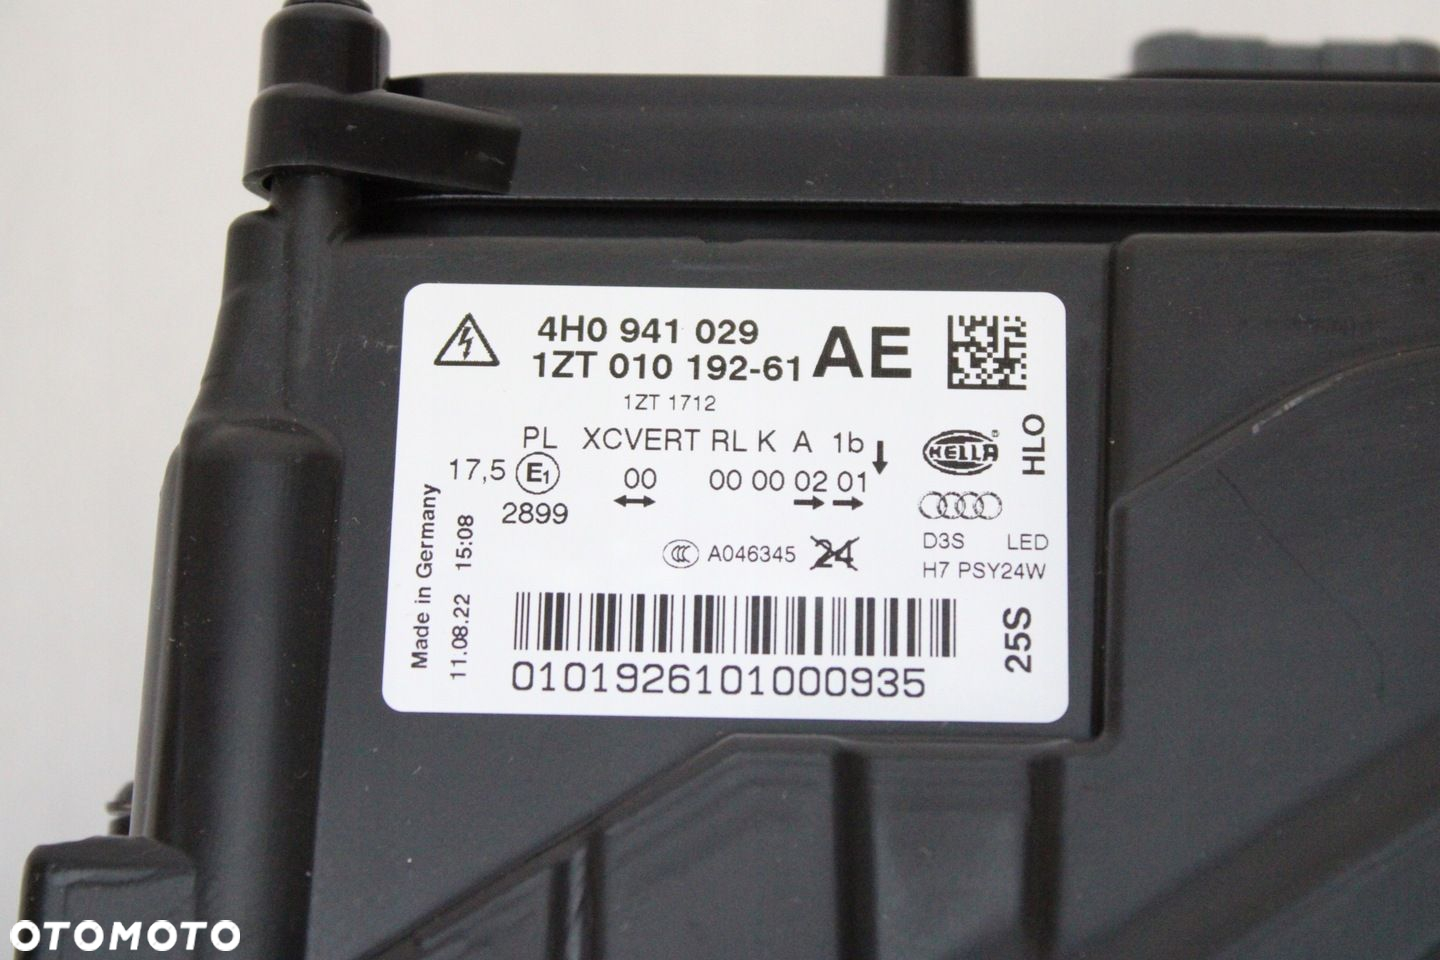 4H0 941 029 AE
1ZT 010 192-61
1ZT 1712
PL XCVERT RL K A 1b
17,5 E1 00 00 00 02 01
2899
CCC A046345 24
HELLA
HLO
D3S LED
H7 PSY24W
Made in Germany
11.08.22 15:08
0101926101000935
25S
OTOMOTO